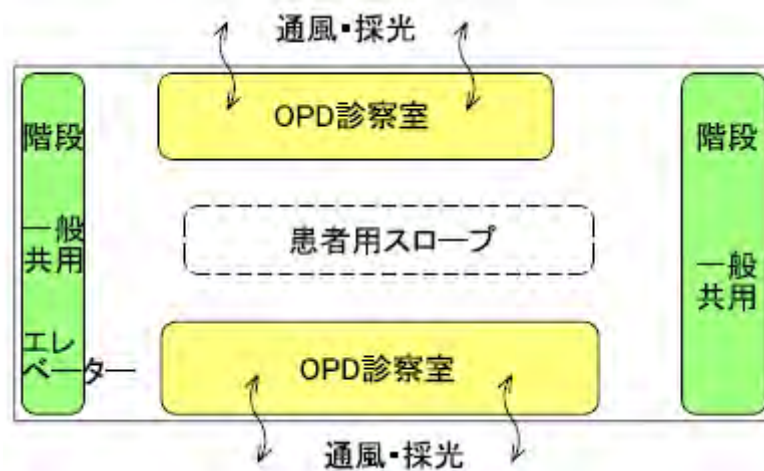 通風・採光
OPD診察室
階段
一般
共用
エレ
ベーター
患者用スロープ
階段
一般
共用
OPD診察室
通風・採光